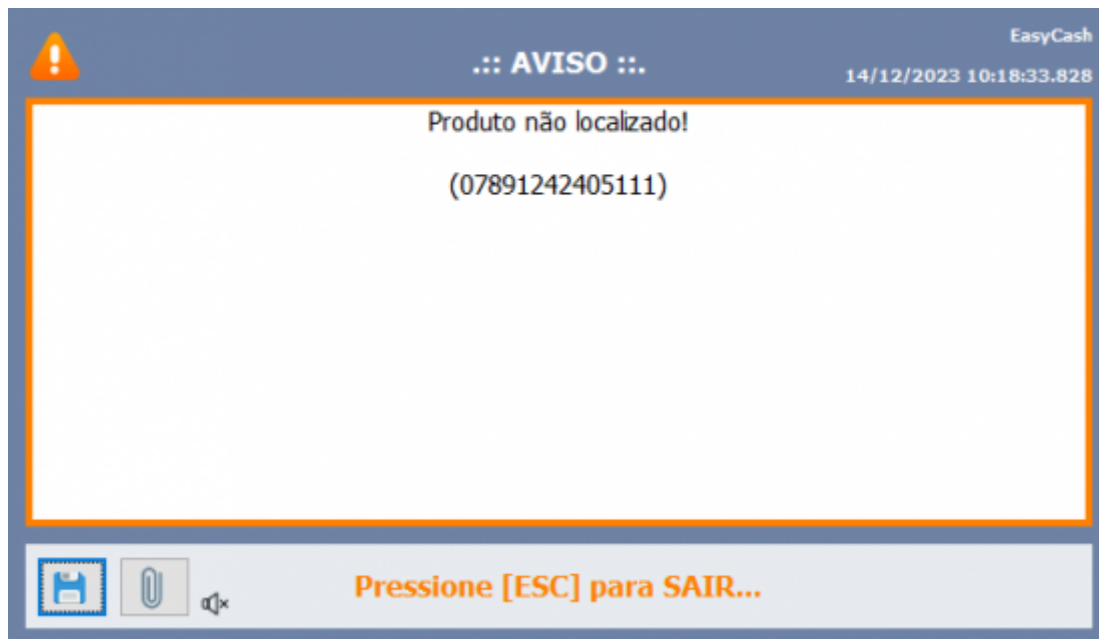 EasyCash
.:: AVISO ::.
14/12/2023 10:18:33.828
Produto não localizado!
(07891242405111)
Pressione [ESC] para SAIR...